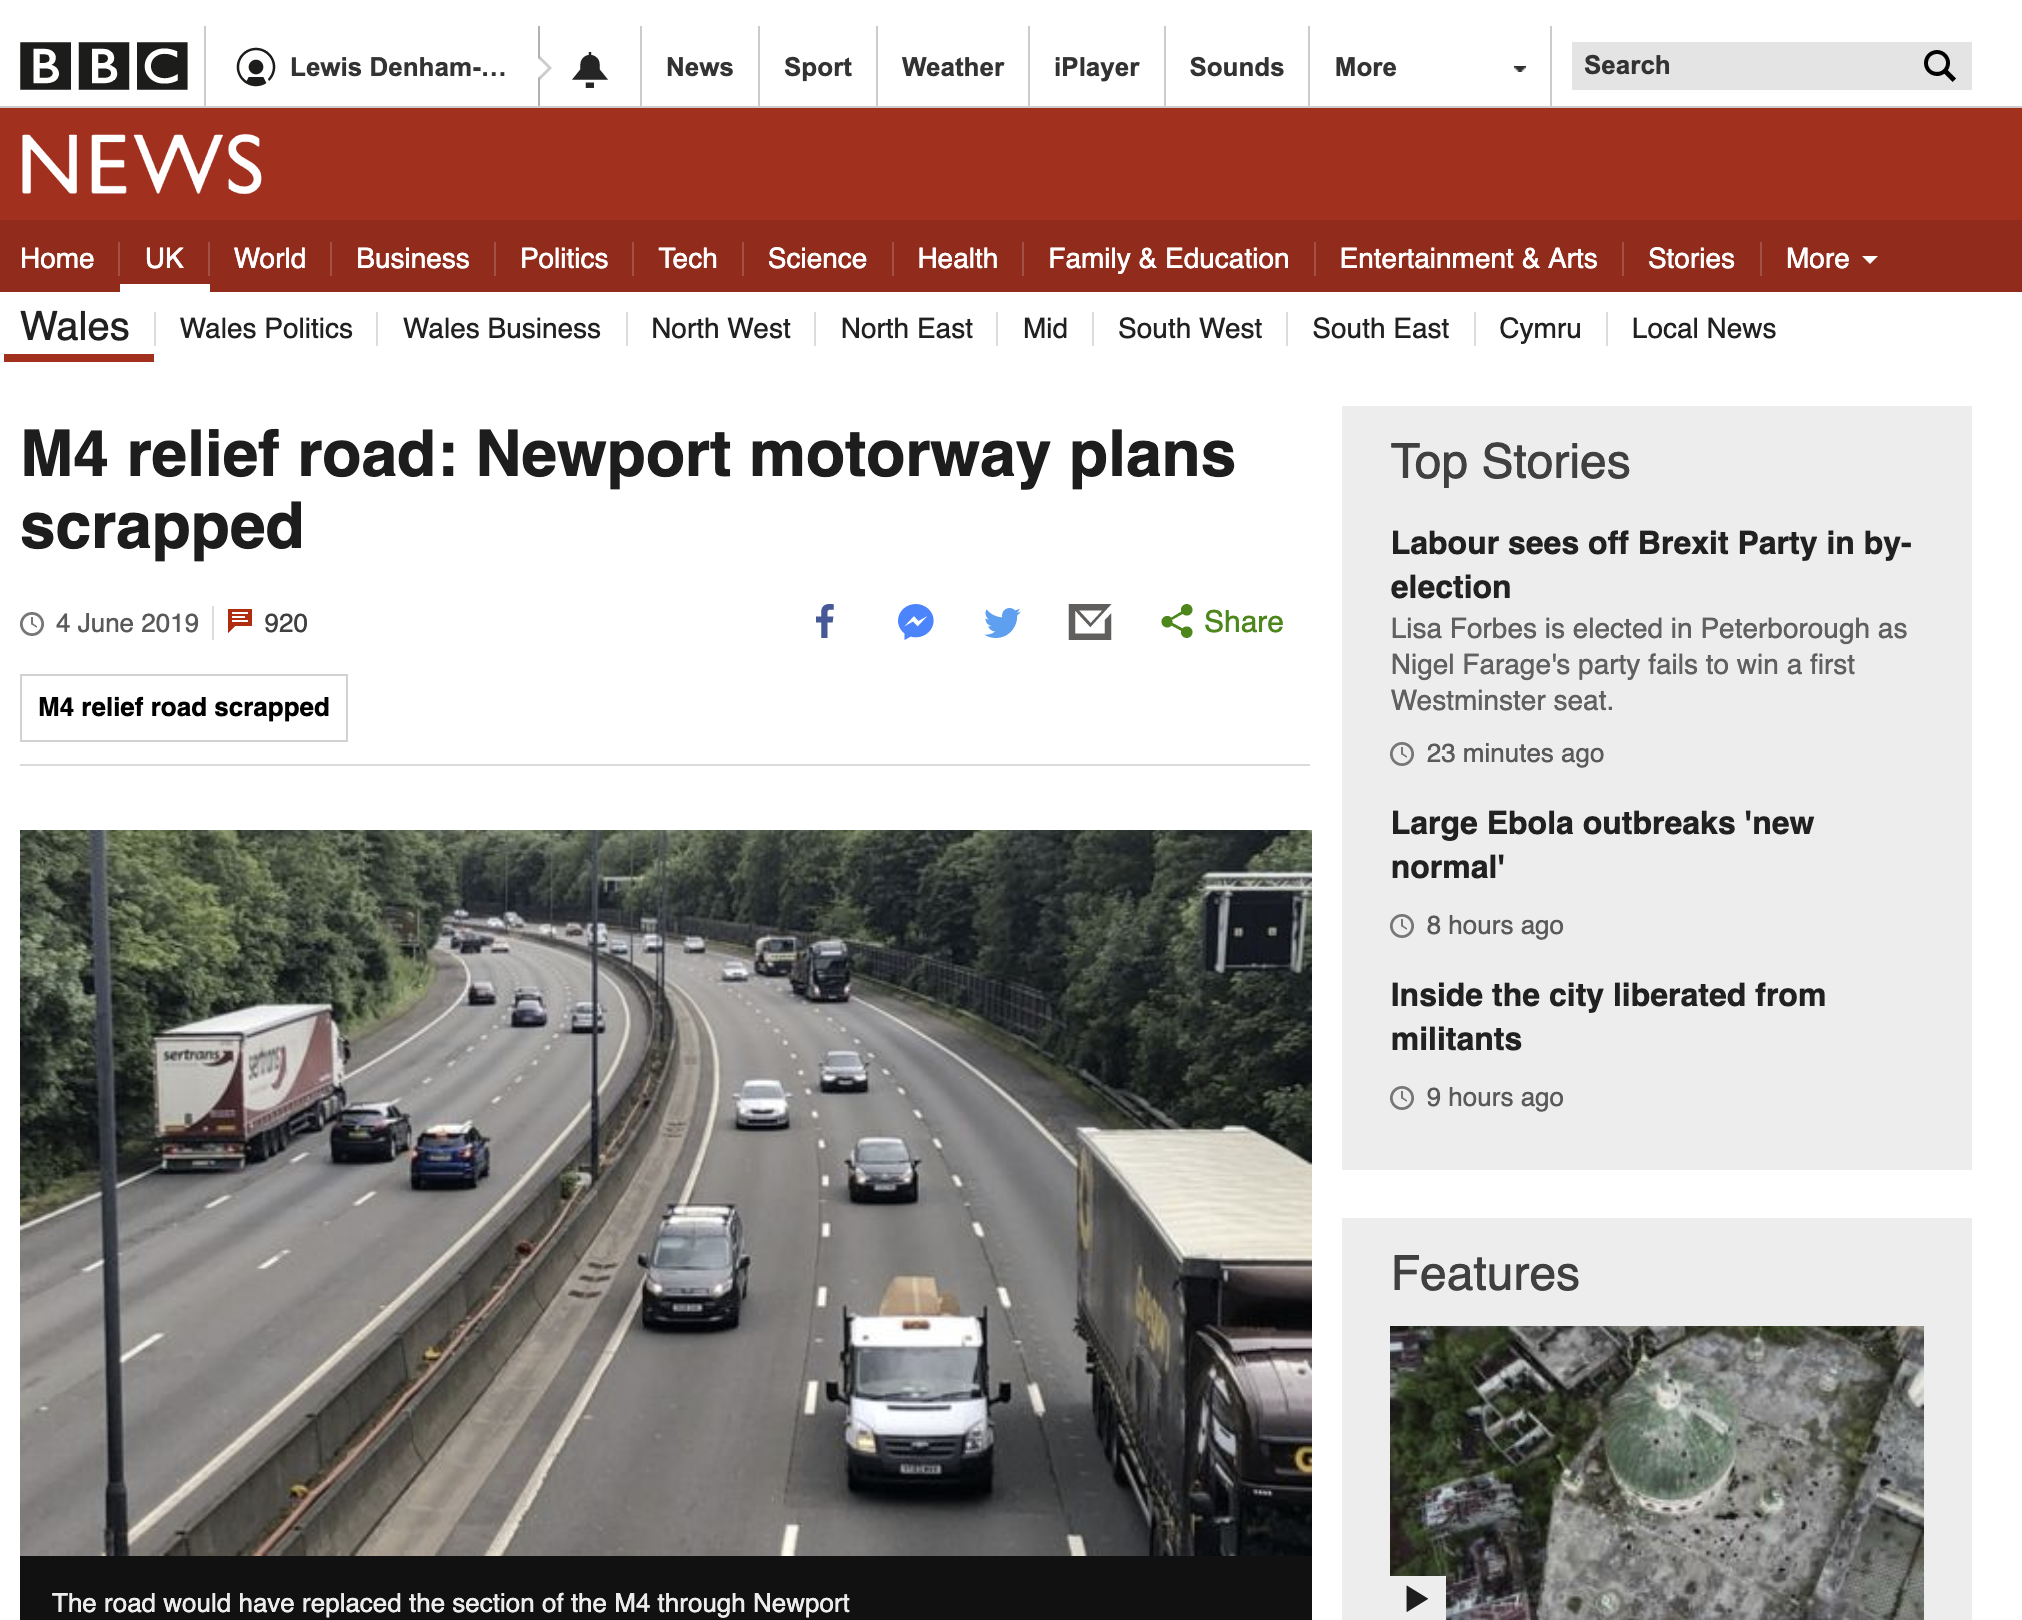 BBC
Lewis Denham-...
News
Sport
Weather
iPlayer
Sounds
More
Search
NEWS
Home
UK
World
Business
Politics
Tech
Science
Health
Family & Education
Entertainment & Arts
Stories
More
Wales
Wales Politics
Wales Business
North West
North East
Mid
South West
South East
Cymru
Local News
M4 relief road: Newport motorway plans
scrapped
4 June 2019
920
Share
M4 relief road scrapped
sertrans
sertrans
The road would have replaced the section of the M4 through Newport
Top Stories
Labour sees off Brexit Party in by-
election
Lisa Forbes is elected in Peterborough as
Nigel Farage's party fails to win a first
Westminster seat.
23 minutes ago
Large Ebola outbreaks 'new
normal'
8 hours ago
Inside the city liberated from
militants
9 hours ago
Features